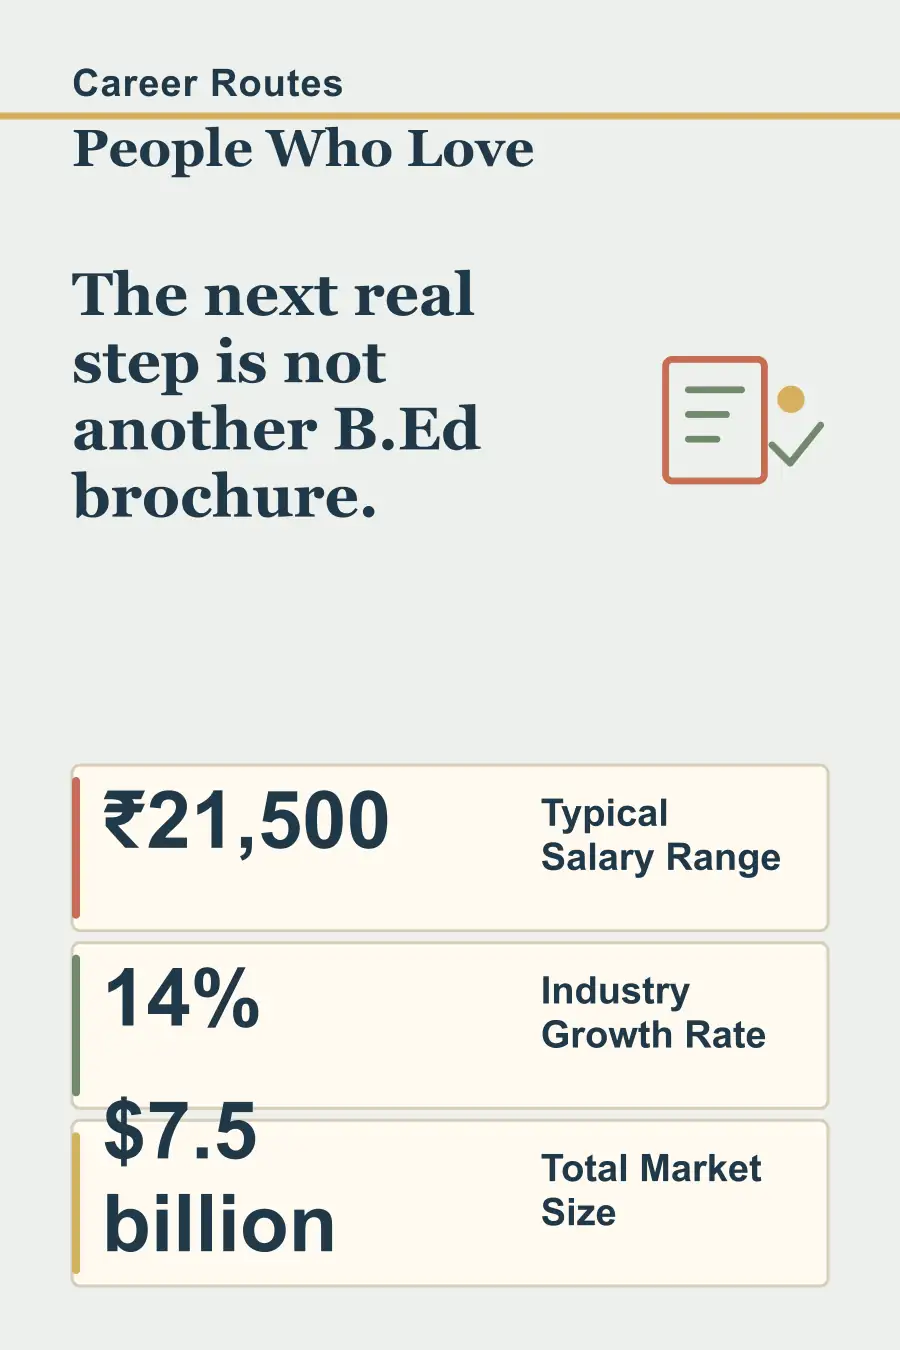 Career Routes
People Who Love
The next real
step is not
another B.Ed
brochure.
₹21,500
Typical
Salary Range
14%
Industry
Growth Rate
$7.5
billion
Total Market
Size